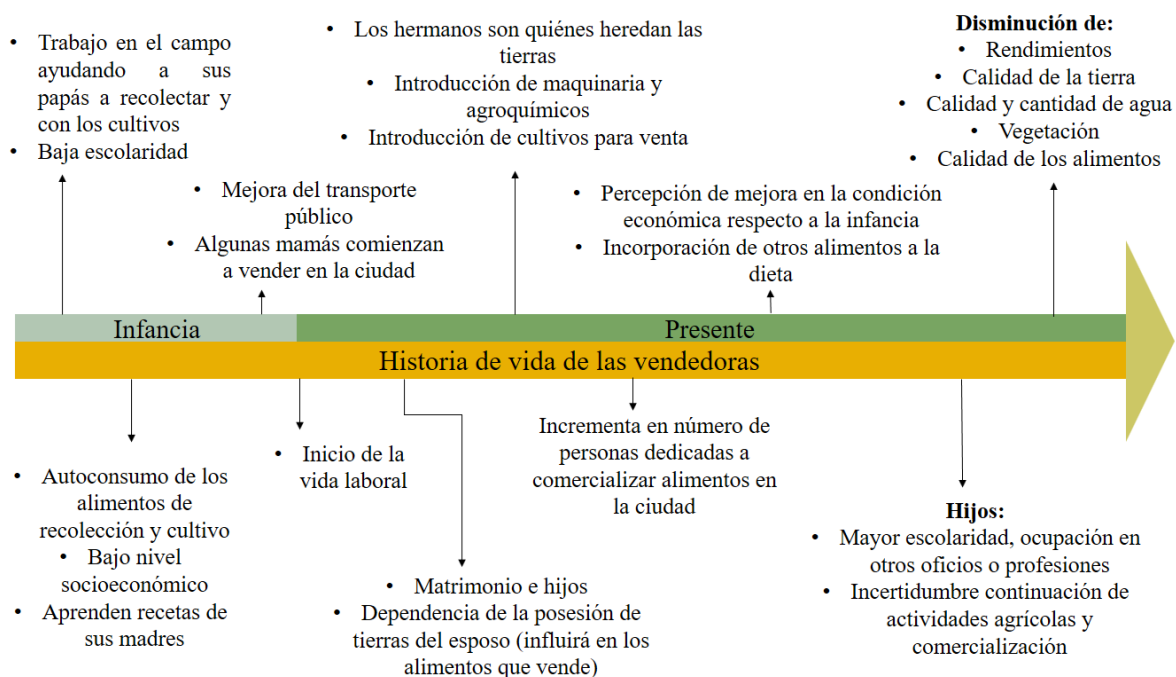 • Trabajo en el campo
ayudando a sus
papás a recolectar y
con los cultivos
• Baja escolaridad
• Mejora del transporte
público
• Algunas mamás comienzan
a vender en la ciudad
• Los hermanos son quiénes heredan las
tierras
• Introducción de maquinaria y
agroquímicos
• Introducción de cultivos para venta
• Percepción de mejora en la condición
económica respecto a la infancia
• Incorporación de otros alimentos a la
dieta
Disminución de:
• Rendimientos
• Calidad de la tierra
• Calidad y cantidad de agua
• Vegetación
• Calidad de los alimentos
Infancia
Presente
Historia de vida de las vendedoras
• Autoconsumo de los
alimentos de
recolección y cultivo
• Bajo nivel
socioeconómico
• Aprenden recetas de
sus madres
• Inicio de la
vida laboral
• Matrimonio e hijos
• Dependencia de la posesión de
tierras del esposo (influirá en los
alimentos que vende)
Incrementa en número de
personas dedicadas a
comercializar alimentos en
la ciudad
Hijos:
• Mayor escolaridad, ocupación en
otros oficios o profesiones
• Incertidumbre continuación de
actividades agrícolas y
comercialización